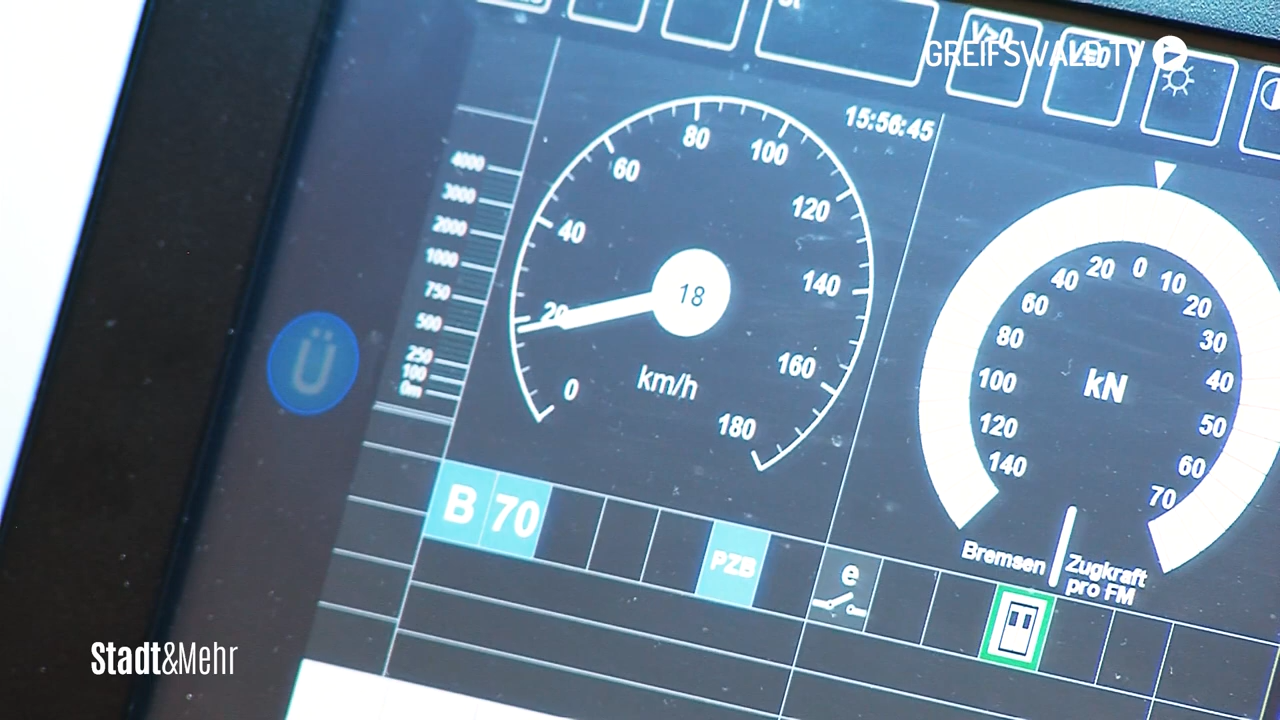 V>0
V>0
GREIFSWALD TV
15:56:45
4000
3000
2000
1000
750
500
250
100
0m
0
20
40
60
80
100
120
140
160
180
18
km/h
140
120
100
80
60
40
20
0
10
20
30
40
50
60
70
kN
Ü
B 70
PZB
e
Bremsen
Zugkraft
pro FM
Stadt&Mehr